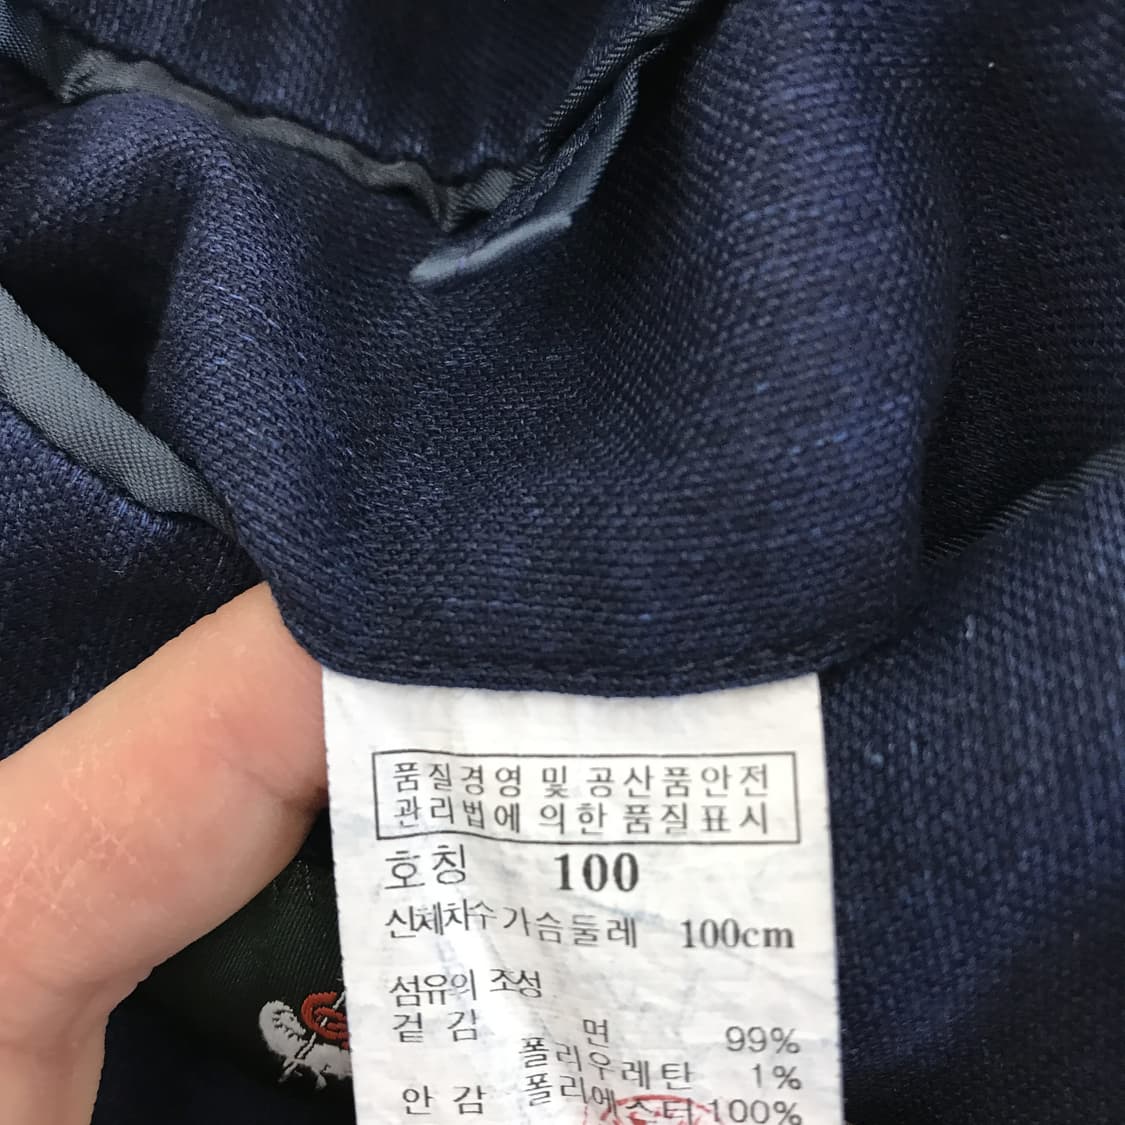 품질경영 및 공산품안전
관리법에 의한 품질표시
호칭 100
신체차수 가슴둘레 100cm
섬유의 조성
겉 감 면 99%
폴리우레탄 1%
안 감 폴리에스터 100%